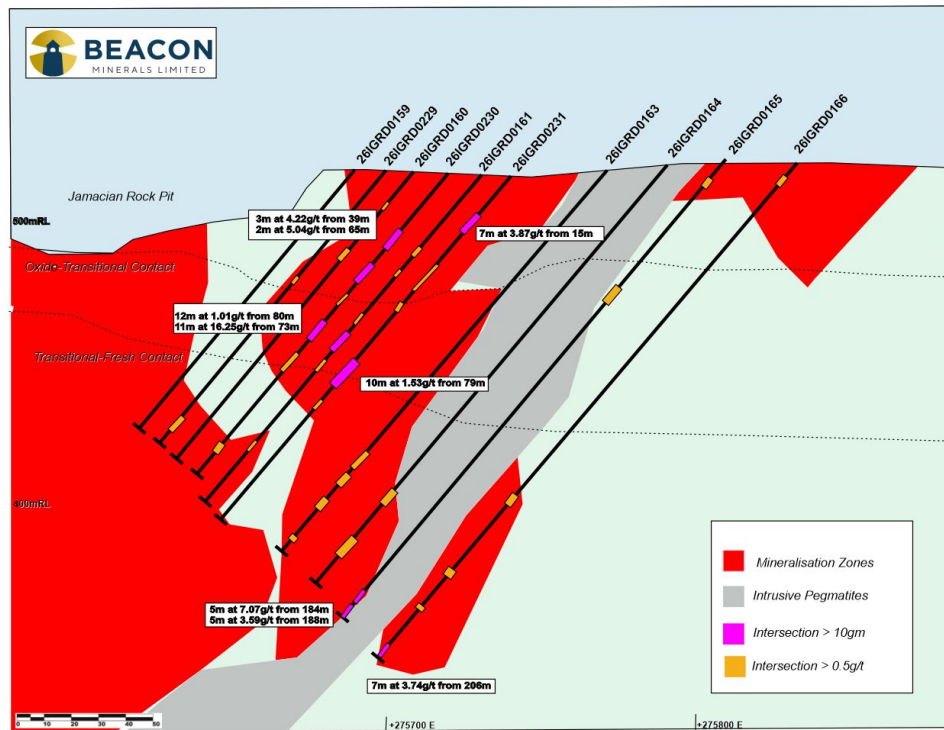 BEACON
MINERALS LIMITED
26IGRD0159
26IGRD0229
26IGRD0160
26IGRD0230
26IGRD0161
26IGRD0231
26IGRD0163
26IGRD0164
26IGRD0165
26IGRD0166
Jamacian Rock Pit
500mRL
3m at 4.22g/t from 39m
2m at 5.04g/t from 65m
7m at 3.87g/t from 15m
Oxido-Transitional Contact
12m at 1.01g/t from 80m
11m at 16.25g/t from 73m
Transitional-Fresh Contact
10m at 1.53g/t from 79m
400mRL
Mineralisation Zones
Intrusive Pegmatites
Intersection > 10gm
Intersection > 0.5g/t
5m at 7.07g/t from 184m
5m at 3.59g/t from 188m
7m at 3.74g/t from 206m
0 5 10 20 30 40 50
+275700 E
+275800 E